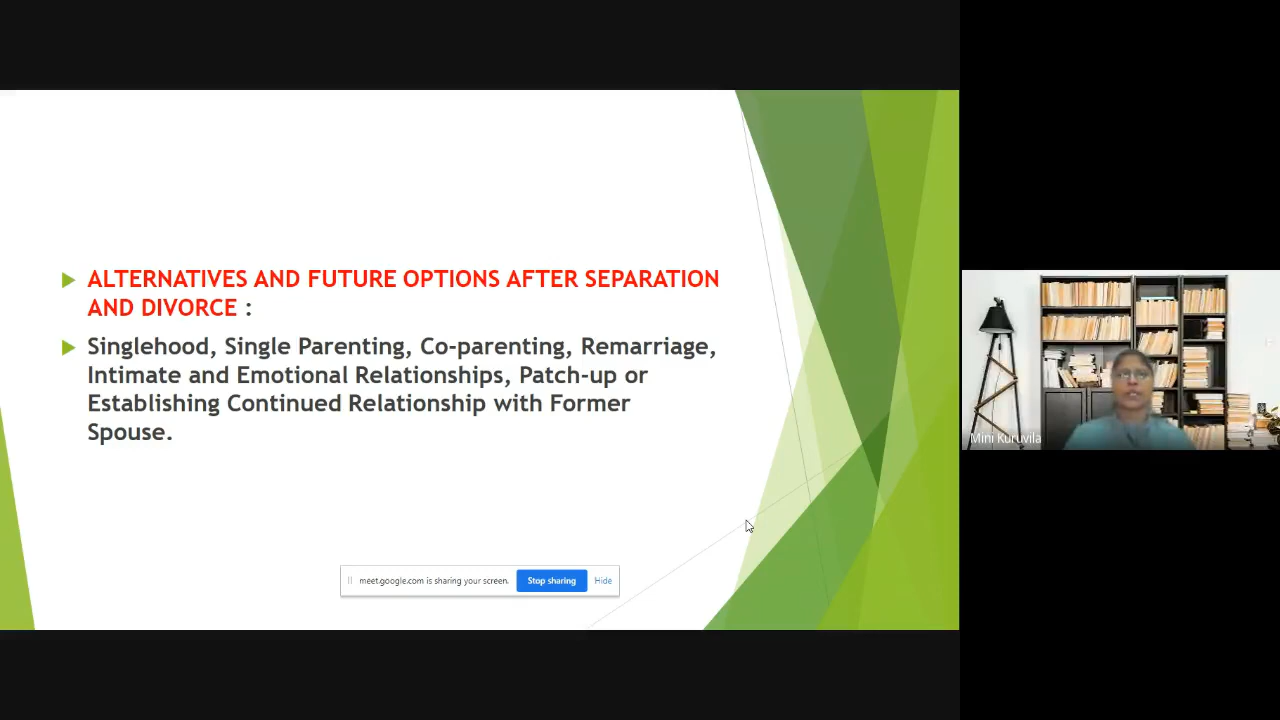 ALTERNATIVES AND FUTURE OPTIONS AFTER SEPARATION
AND DIVORCE :
Singlehood, Single Parenting, Co-parenting, Remarriage,
Intimate and Emotional Relationships, Patch-up or
Establishing Continued Relationship with Former
Spouse.
meet.google.com is sharing your screen. Stop sharing Hide
Mini Kuruvila